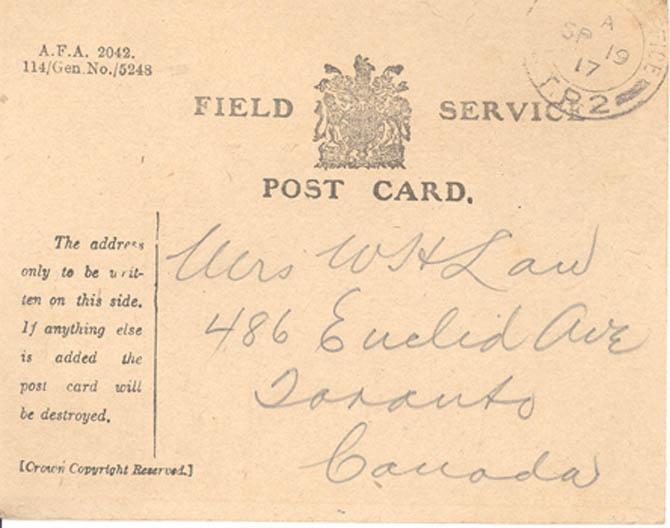 A.F.A. 2042.
114/Gen.No./5248
A
SP 19
17
T.P.2
FIELD SERVICE
POST CARD.
The address
only to be writ-
ten on this side.
If anything else
is added the
post card will
be destroyed.
[Crown Copyright Reserved.]
Mrs W H Law
486 Euclid Ave
Toronto
Canada